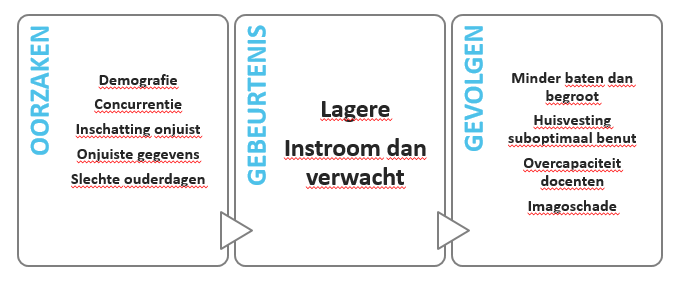 OORZAKEN
Demografie
Concurrentie
Inschatting onjuist
Onjuiste gegevens
Slechte ouderdagen
GEBEURTENIS
Lagere
Instroom dan
verwacht
GEVOLGEN
Minder baten dan
begroot
Huisvesting
suboptimaal benut
Overcapaciteit
docenten
Imagoschade